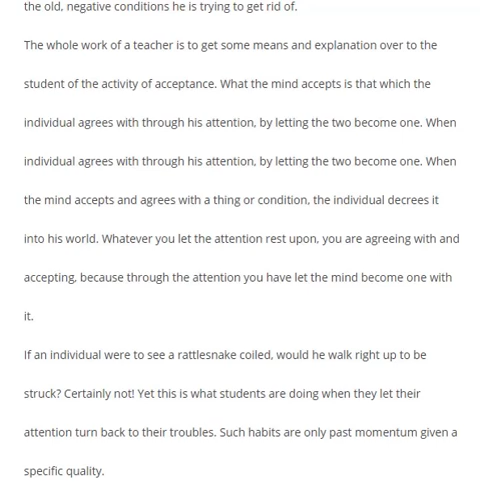 the old, negative conditions he is trying to get rid of.
The whole work of a teacher is to get some means and explanation over to the
student of the activity of acceptance. What the mind accepts is that which the
individual agrees with through his attention, by letting the two become one. When
individual agrees with through his attention, by letting the two become one. When
the mind accepts and agrees with a thing or condition, the individual decrees it
into his world. Whatever you let the attention rest upon, you are agreeing with and
accepting, because through the attention you have let the mind become one with
it.
If an individual were to see a rattlesnake coiled, would he walk right up to be
struck? Certainly not! Yet this is what students are doing when they let their
attention turn back to their troubles. Such habits are only past momentum given a
specific quality.